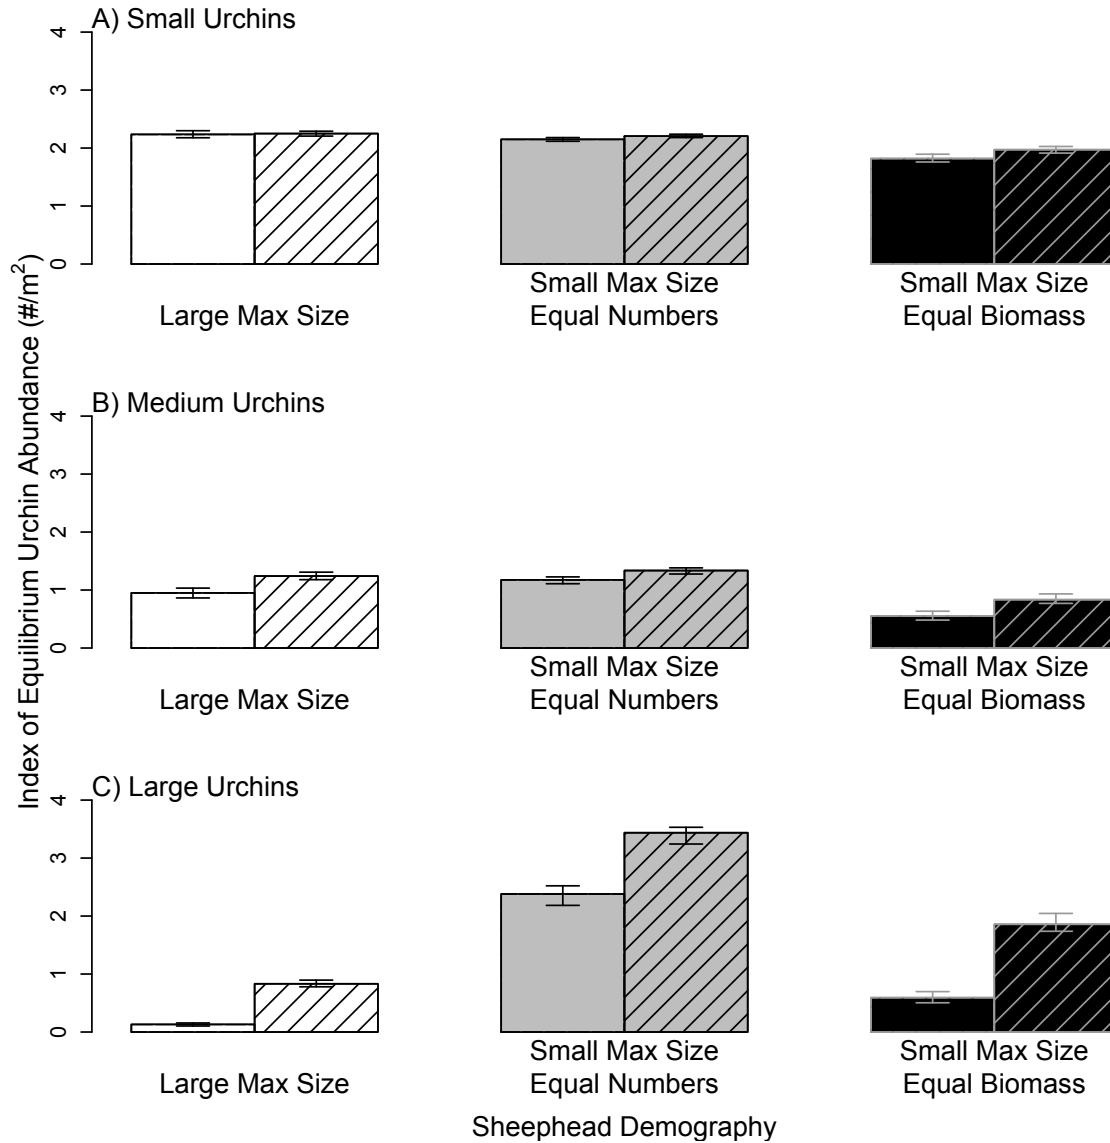 A) Small Urchins
4
3
2
1
0
Large Max Size
Small Max Size
Equal Numbers
Small Max Size
Equal Biomass
Index of Equilibrium Urchin Abundance (#/m²)
B) Medium Urchins
4
3
2
1
0
Large Max Size
Small Max Size
Equal Numbers
Small Max Size
Equal Biomass
C) Large Urchins
4
3
2
1
0
Large Max Size
Small Max Size
Equal Numbers
Small Max Size
Equal Biomass
Sheephead Demography